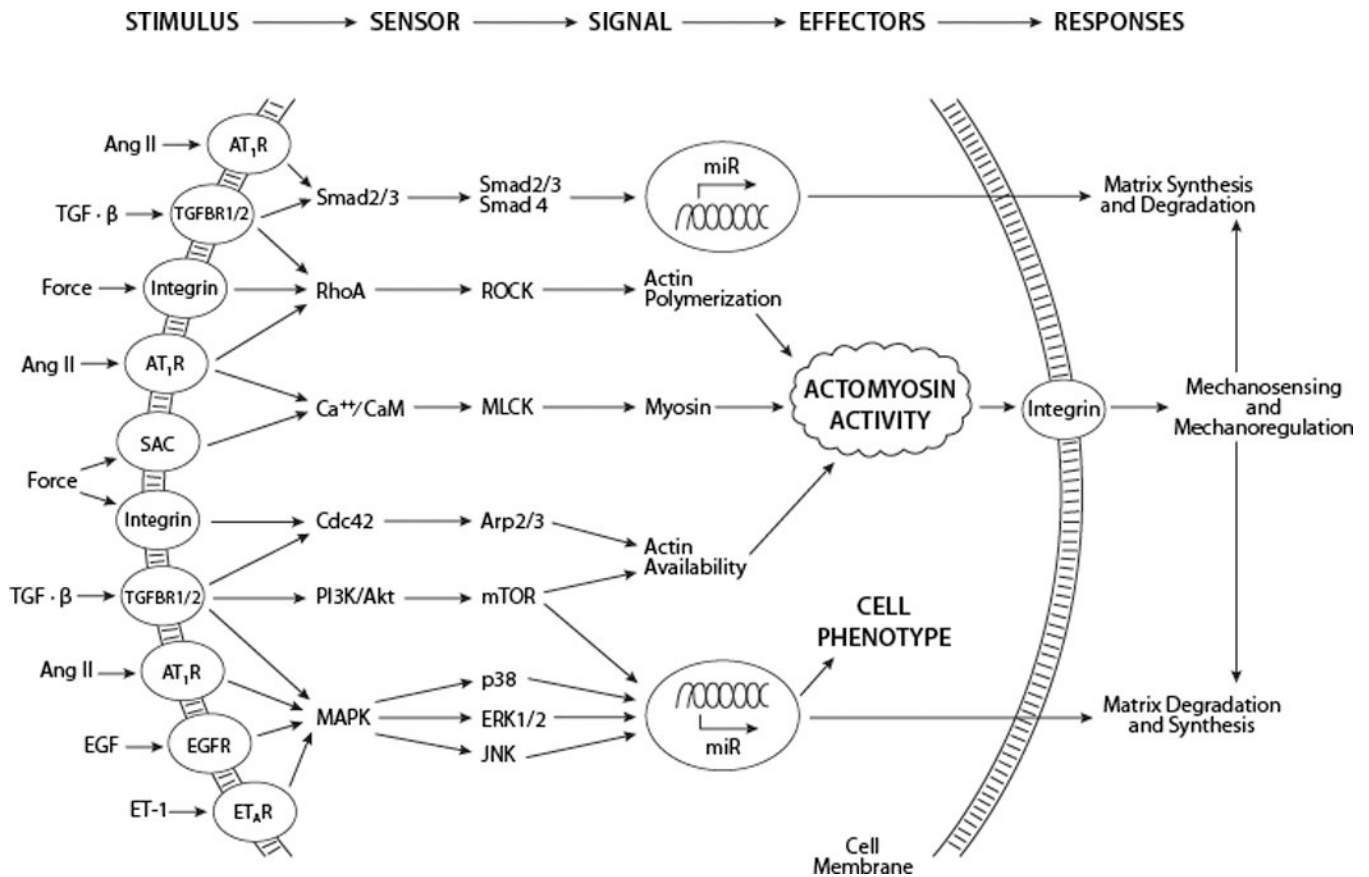 STIMULUS → SENSOR → SIGNAL → EFFECTORS → RESPONSES
Ang II
AT₁R
TGF · β
TGFBR1/2
Smad2/3
Smad2/3
Smad 4
miR
Matrix Synthesis
and Degradation
Force
Integrin
RhoA
ROCK
Actin
Polymerization
Ang II
AT₁R
Ca⁺⁺/CaM
MLCK
Myosin
ACTOMYOSIN
ACTIVITY
Integrin
Mechanosensing
and
Mechanoregulation
SAC
Force
Integrin
Cdc42
Arp2/3
Actin
Availability
TGF · β
TGFBR1/2
PI3K/Akt
mTOR
CELL
PHENOTYPE
Ang II
AT₁R
MAPK
p38
ERK1/2
JNK
miR
Matrix Degradation
and Synthesis
EGF
EGFR
ET-1
ETₐR
Cell
Membrane